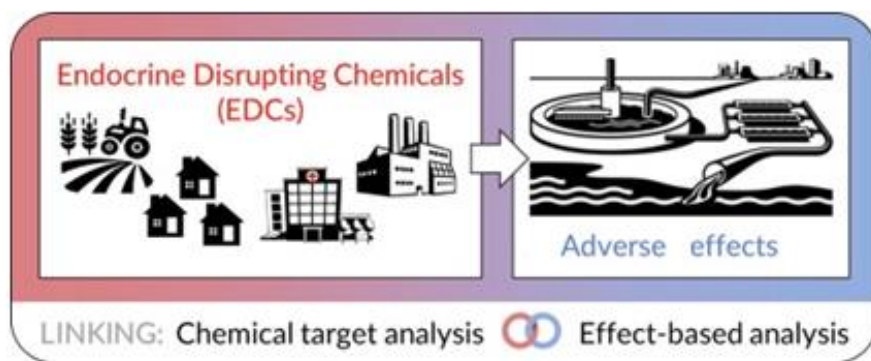 Endocrine Disrupting Chemicals
(EDCs)
Adverse effects
LINKING: Chemical target analysis Effect-based analysis